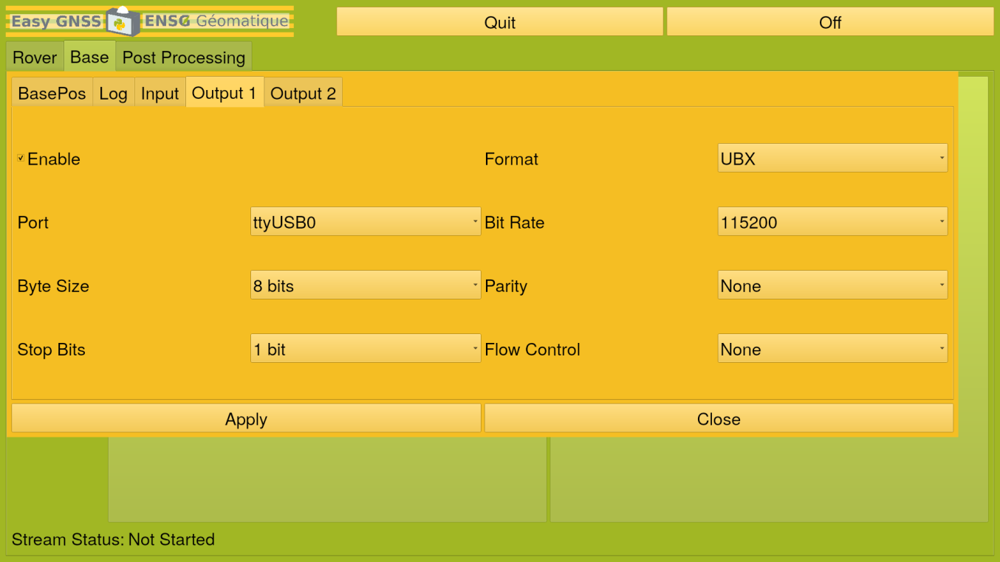 Easy GNSS ENSG Géomatique
Quit
Off
Rover Base Post Processing
BasePos Log Input Output 1 Output 2
Enable Format UBX
Port ttyUSB0 Bit Rate 115200
Byte Size 8 bits Parity None
Stop Bits 1 bit Flow Control None
Apply Close
Stream Status: Not Started